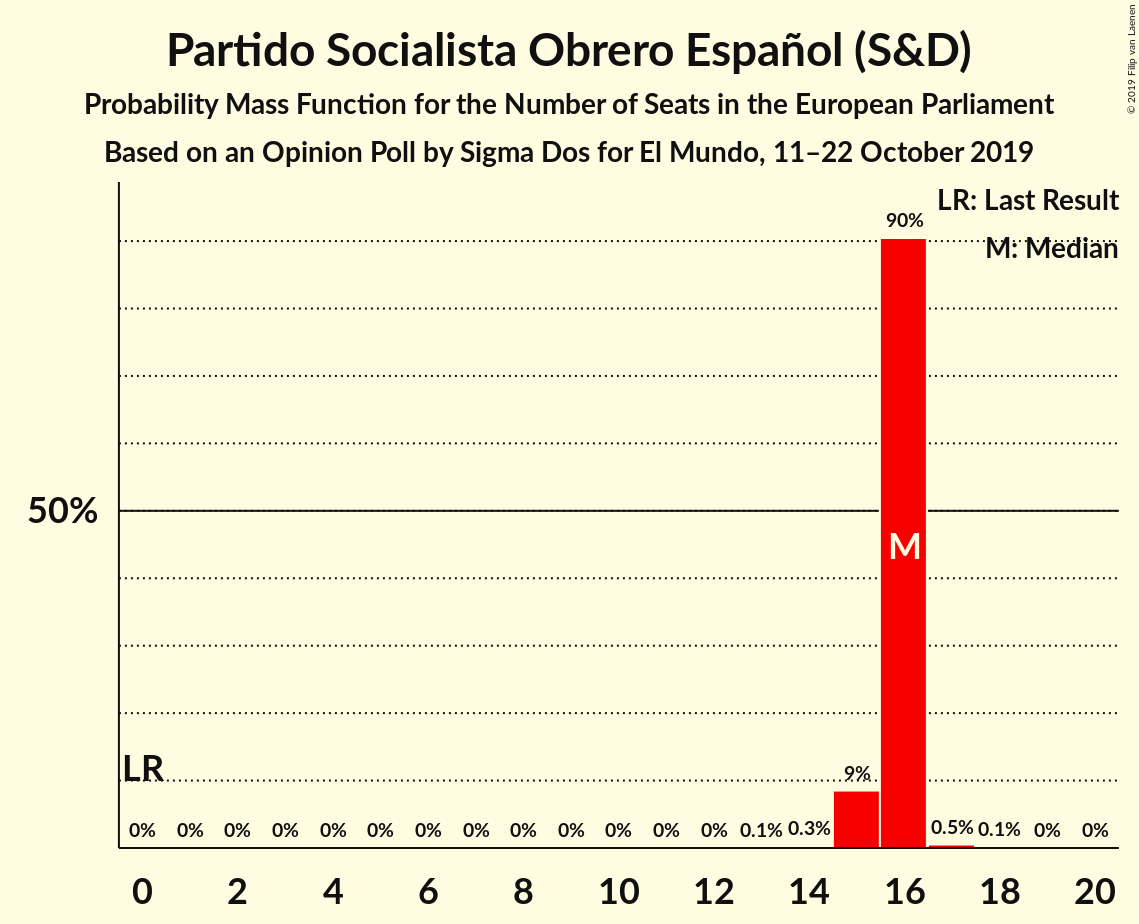 Partido Socialista Obrero Español (S&D)
Probability Mass Function for the Number of Seats in the European Parliament
Based on an Opinion Poll by Sigma Dos for El Mundo, 11–22 October 2019
© 2019 Filip van Laenen
LR: Last Result
M: Median
90%
50%
M
LR
9%
0% 0% 0% 0% 0% 0% 0% 0% 0% 0% 0% 0% 0% 0.1% 0.3% 0.5% 0.1% 0% 0%
0 2 4 6 8 10 12 14 16 18 20